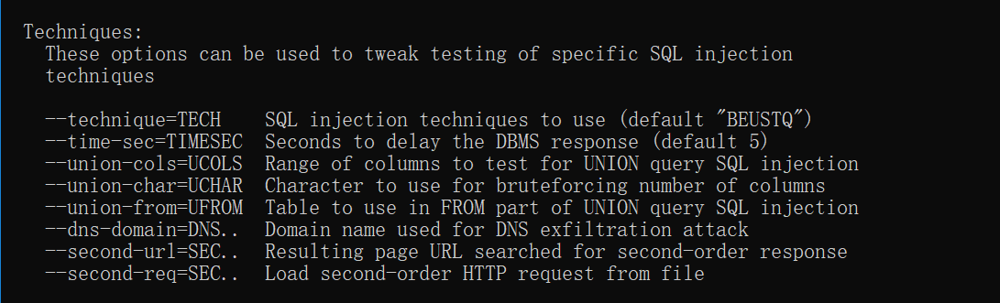 Techniques:
These options can be used to tweak testing of specific SQL injection
techniques
--technique=TECH    SQL injection techniques to use (default "BEUSTQ")
--time-sec=TIMESEC  Seconds to delay the DBMS response (default 5)
--union-cols=UCOLS  Range of columns to test for UNION query SQL injection
--union-char=UCHAR  Character to use for bruteforcing number of columns
--union-from=UFROM  Table to use in FROM part of UNION query SQL injection
--dns-domain=DNS..  Domain name used for DNS exfiltration attack
--second-url=SEC..  Resulting page URL searched for second-order response
--second-req=SEC..  Load second-order HTTP request from file